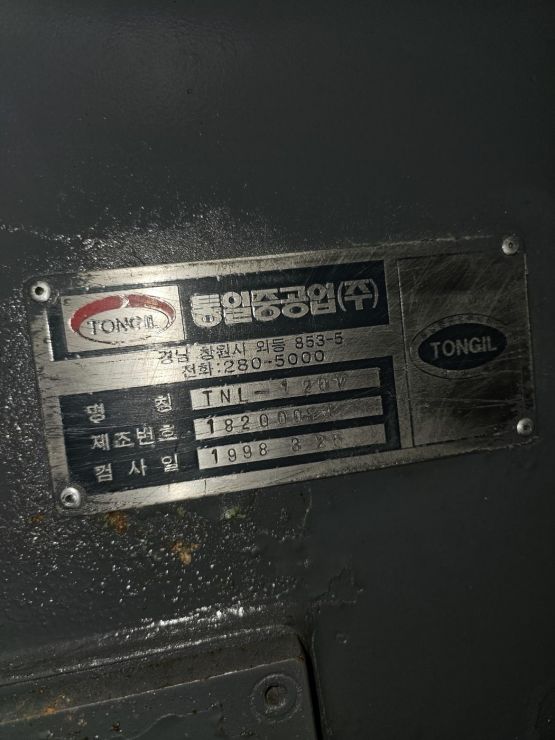 TONGIL
통일중공업(주)
경남 창원시 외동 853-5
전화:280-5000
TONGIL
명 칭
제조번호
검사일 1998